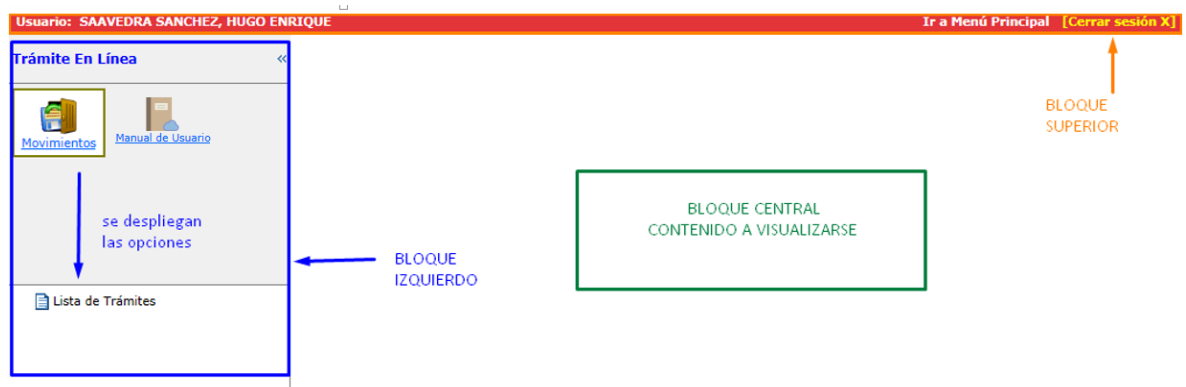 Usuario: SAAVEDRA SANCHEZ, HUGO ENRIQUE
Ir a Menú Principal [Cerrar sesión X]
Trámite En Línea «
Movimientos
Manual de Usuario
se despliegan
las opciones
Lista de Trámites
BLOQUE
IZQUIERDO
BLOQUE CENTRAL
CONTENIDO A VISUALIZARSE
BLOQUE
SUPERIOR